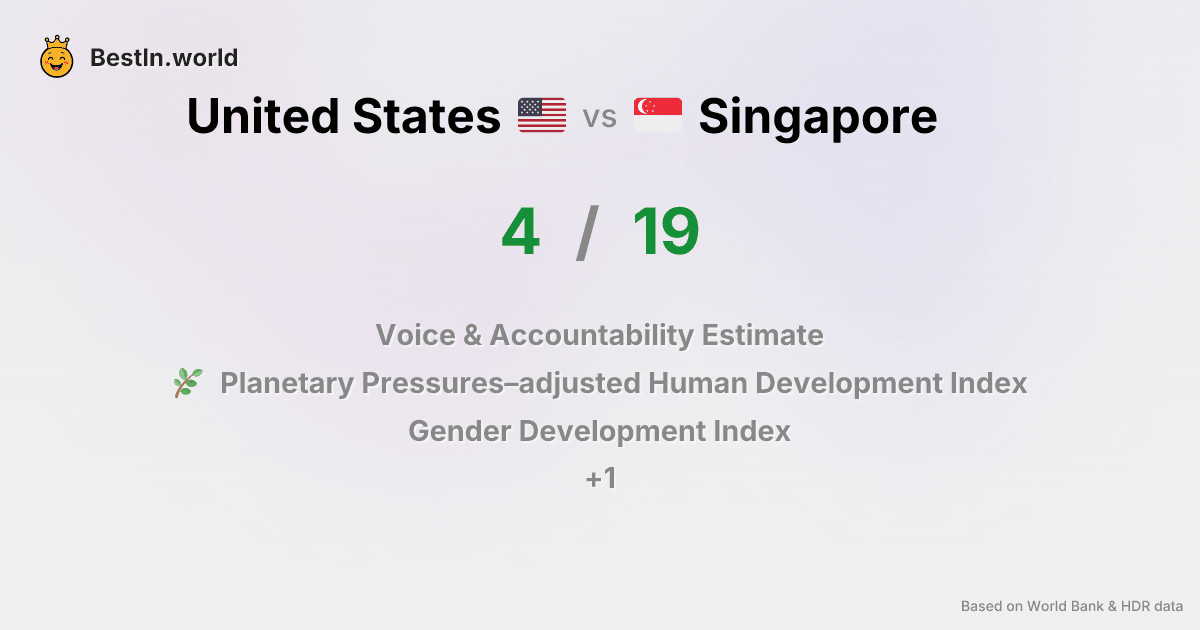 BestIn.world
United States vs Singapore
4 / 19
Voice & Accountability Estimate
Planetary Pressures–adjusted Human Development Index
Gender Development Index
+1
Based on World Bank & HDR data